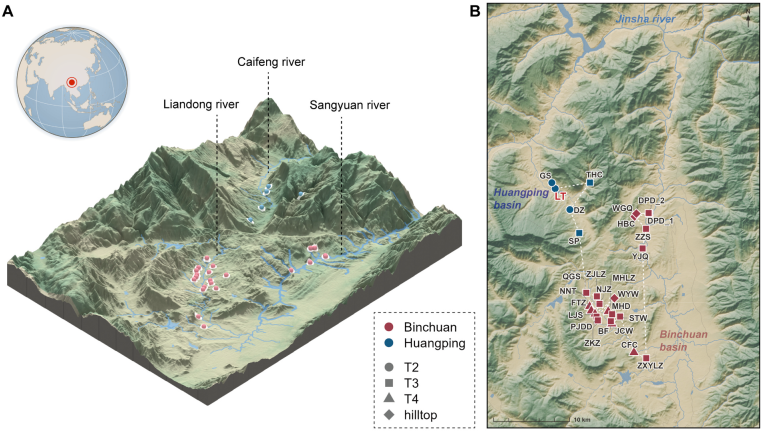 A
Caifeng river
Liandong river
Sangyuan river
Binchuan
Huangping
T2
T3
T4
hilltop
B
N
Jinsha river
GS
THC
LT
Huangping
basin
DZ
SP
WGQ
DPD_2
HBC
DPD_1
ZZS
YJQ
QGS
ZJLZ
MHLZ
NNT
NJZ
WYW
FTZ
MHD
LJS
STW
PJDD
BF
JCW
ZKZ
CFC
Binchuan
basin
ZXYLZ
10 km